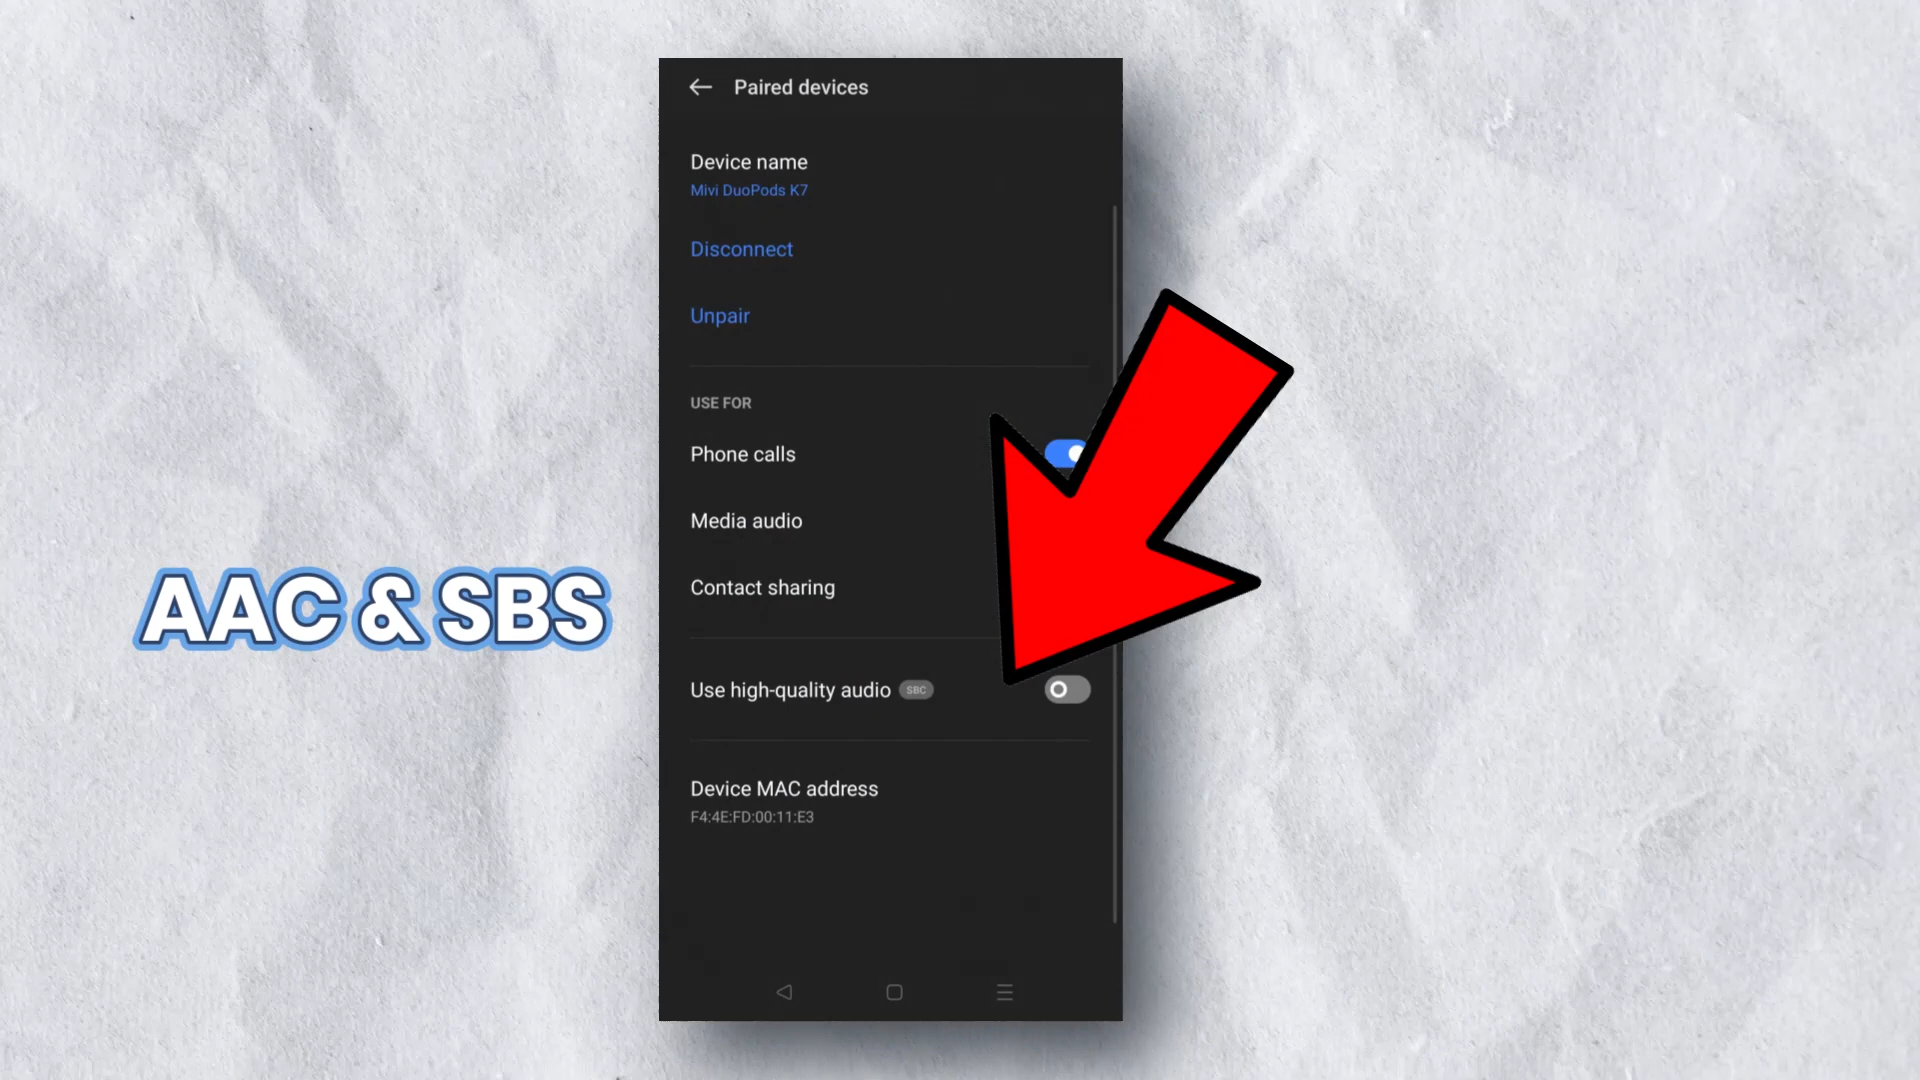 Paired devices
Device name
Mivi DuoPods K7
Disconnect
Unpair
USE FOR
Phone calls
Media audio
Contact sharing
AAC & SBS
Use high-quality audio SBC
Device MAC address
F4:4E:FD:00:11:E3